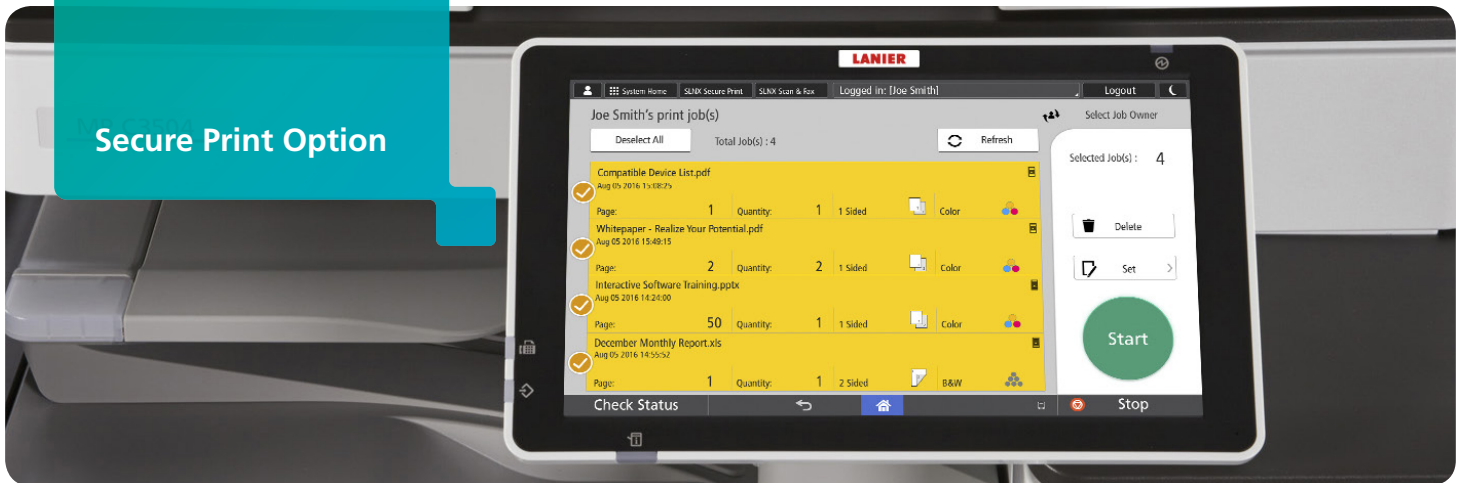 LANIER
System Home SLNX Secure Print SLNX Scan & Fax Logged in: [Joe Smith] Logout
Joe Smith's print job(s)
Select Job Owner
Deselect All Total Job(s) : 4 Refresh
Selected Job(s) : 4
Compatible Device List.pdf
Aug 05 2016 15:08:25
Page: 1 Quantity: 1 1 Sided Color
Whitepaper - Realize Your Potential.pdf
Aug 05 2016 15:49:15
Page: 2 Quantity: 2 1 Sided Color
Interactive Software Training.pptx
Aug 05 2016 14:24:00
Page: 50 Quantity: 1 1 Sided Color
December Monthly Report.xls
Aug 05 2016 14:55:52
Page: 1 Quantity: 1 2 Sided B&W
Delete
Set
Start
Check Status
Stop
MP C3504
Secure Print Option